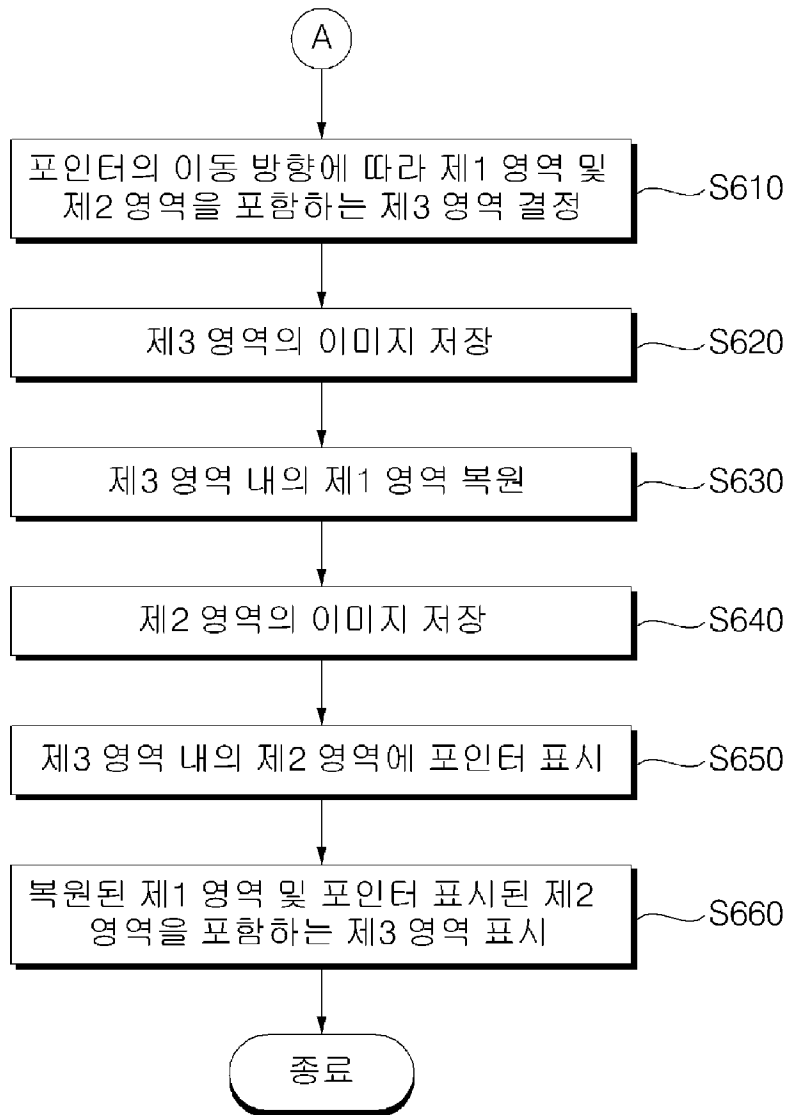 A
포인터의 이동 방향에 따라 제1 영역 및
제2 영역을 포함하는 제3 영역 결정
S610
제3 영역의 이미지 저장
S620
제3 영역 내의 제1 영역 복원
S630
제2 영역의 이미지 저장
S640
제3 영역 내의 제2 영역에 포인터 표시
S650
복원된 제1 영역 및 포인터 표시된 제2
영역을 포함하는 제3 영역 표시
S660
종료